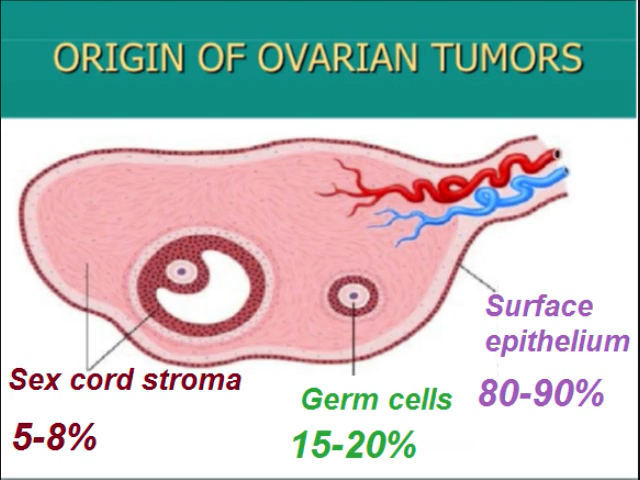 ORIGIN OF OVARIAN TUMORS
Surface
epithelium
80-90%
Sex cord stroma
5-8%
Germ cells
15-20%